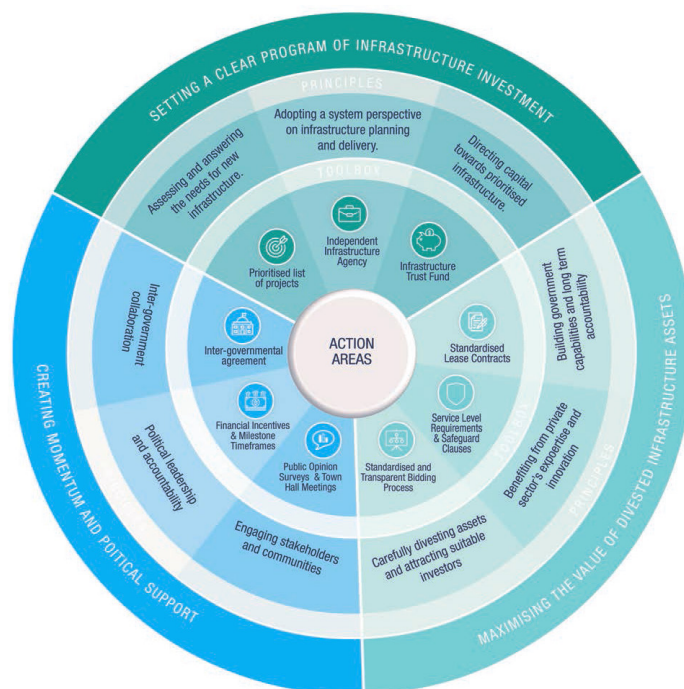 SETTING A CLEAR PROGRAM OF INFRASTRUCTURE INVESTMENT
PRINCIPLES
Assessing and answering
the needs for new
infrastructure.
Adopting a system perspective
on infrastructure planning
and delivery.
Directing capital
towards prioritised
infrastructure.
TOOLBOX
Prioritised list
of projects
Independent
Infrastructure
Agency
Infrastructure
Trust Fund
ACTION
AREAS
MAXIMISING THE VALUE OF DIVESTED INFRASTRUCTURE ASSETS
PRINCIPLES
Building government
capabilities and long term
accountability
Benefiting from private
sector's expoertise and
innovation
Carefully divesting assets
and attracting suitable
investors
TOOLBOX
Standardised
Lease Contracts
Service Level
Requirements
& Safeguard
Clauses
Standardised and
Transparent Bidding
Process
CREATING MOMENTUM AND POITICAL SUPPORT
Inter-government
collaboration
Political leadership
and accountability
Engaging stakeholders
and communities
Inter-governmental
agreement
Financial Incentives
& Milestone
Timeframes
Public Opinion
Surveys & Town
Hall Meetings